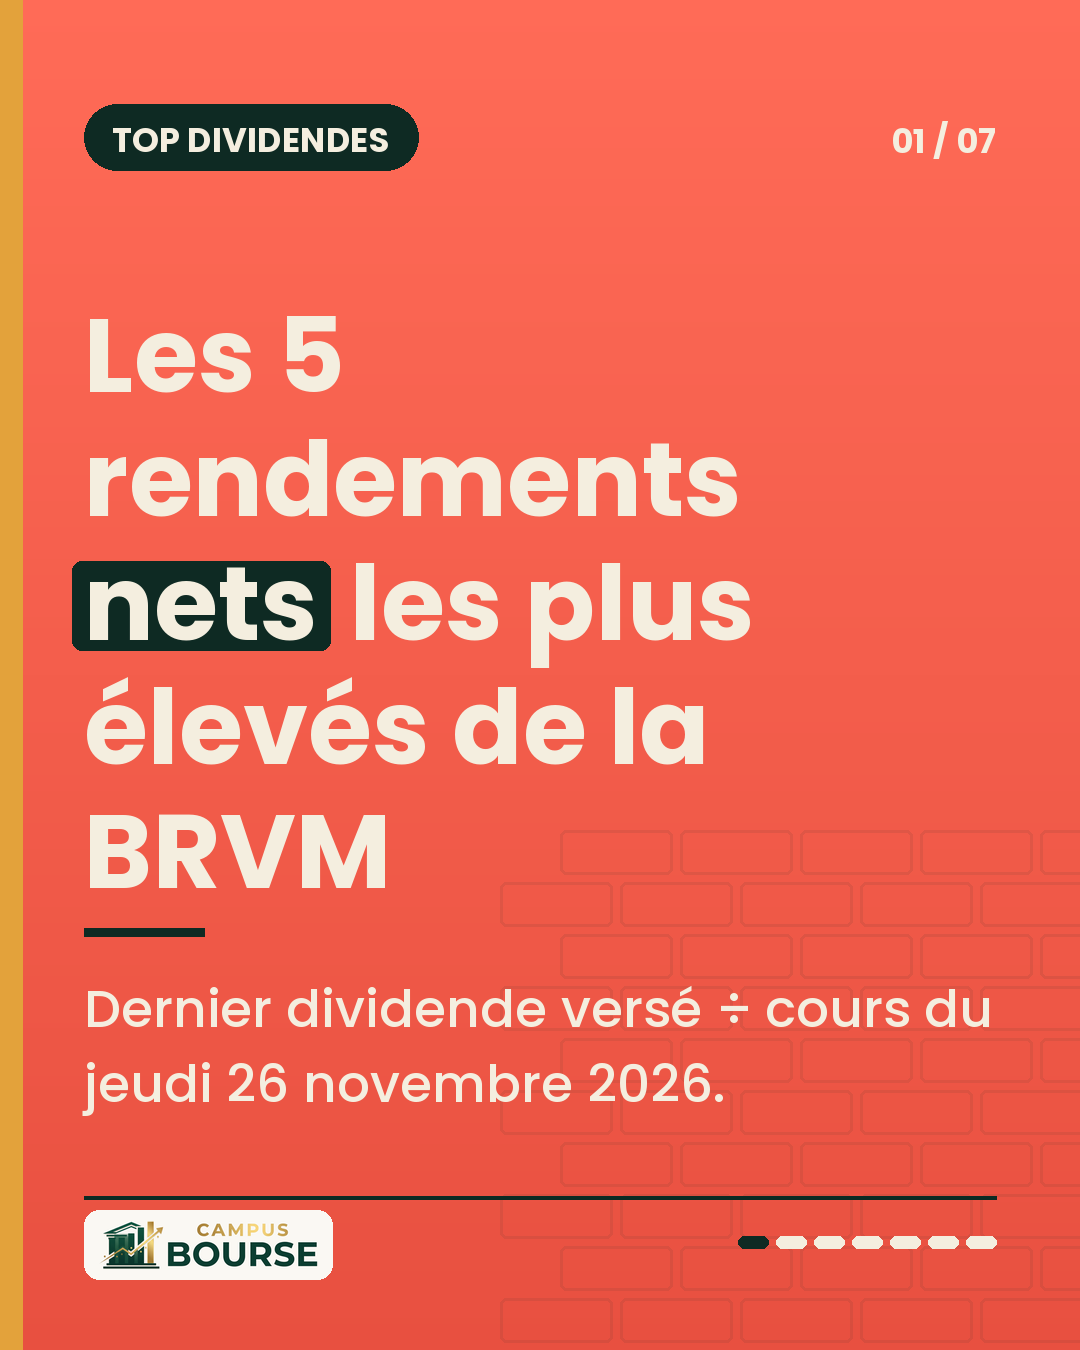 TOP DIVIDENDES
01 / 07
Les 5
rendements
nets les plus
élevés de la
BRVM
Dernier dividende versé ÷ cours du
jeudi 26 novembre 2026.
CAMPUS
BOURSE